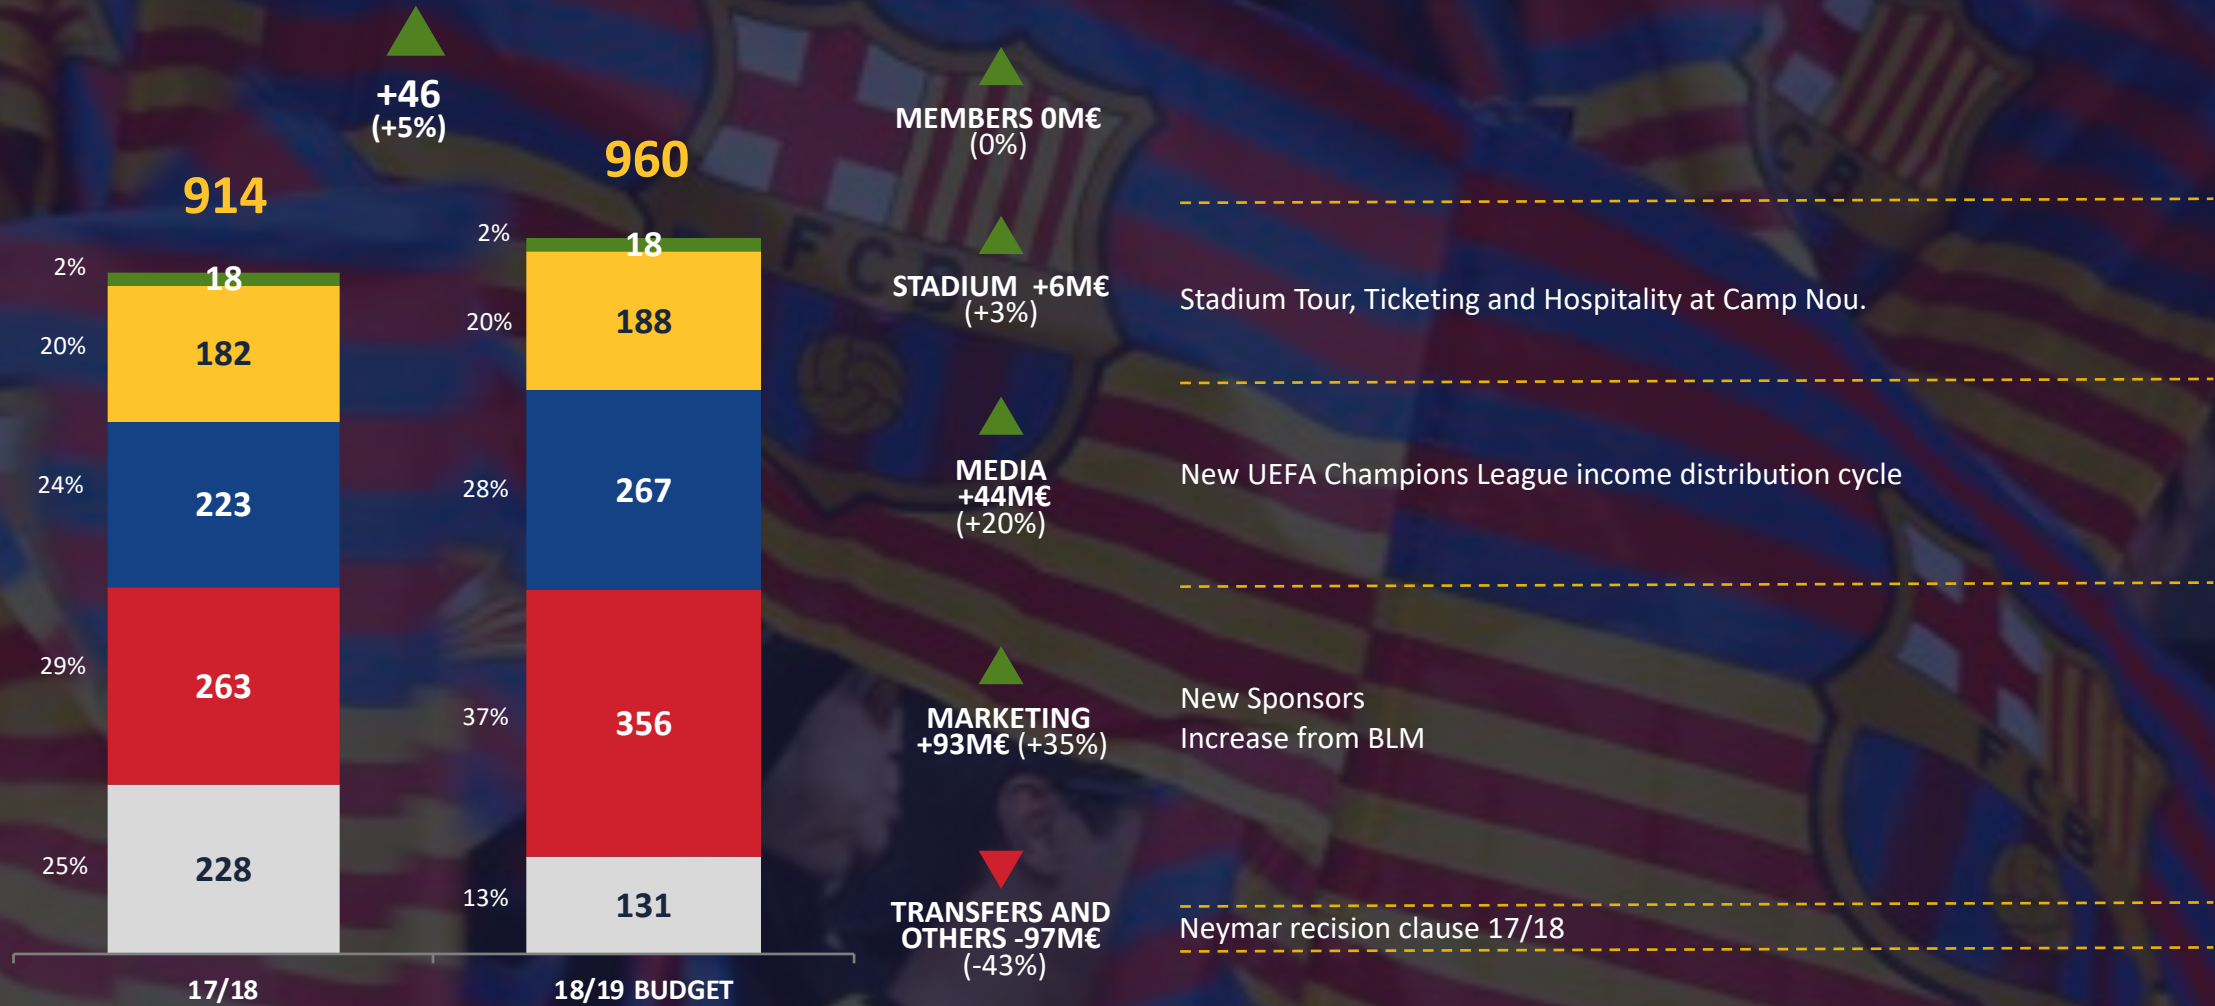 +46
(+5%)
914
960
2%
18
20%
182
24%
223
29%
263
25%
228
17/18
2%
18
20%
188
28%
267
37%
356
13%
131
18/19 BUDGET
MEMBERS 0M€
(0%)
STADIUM +6M€
(+3%)
Stadium Tour, Ticketing and Hospitality at Camp Nou.
MEDIA
+44M€
(+20%)
New UEFA Champions League income distribution cycle
MARKETING
+93M€ (+35%)
New Sponsors
Increase from BLM
TRANSFERS AND
OTHERS -97M€
(-43%)
Neymar recision clause 17/18
FCB
CB
FCB